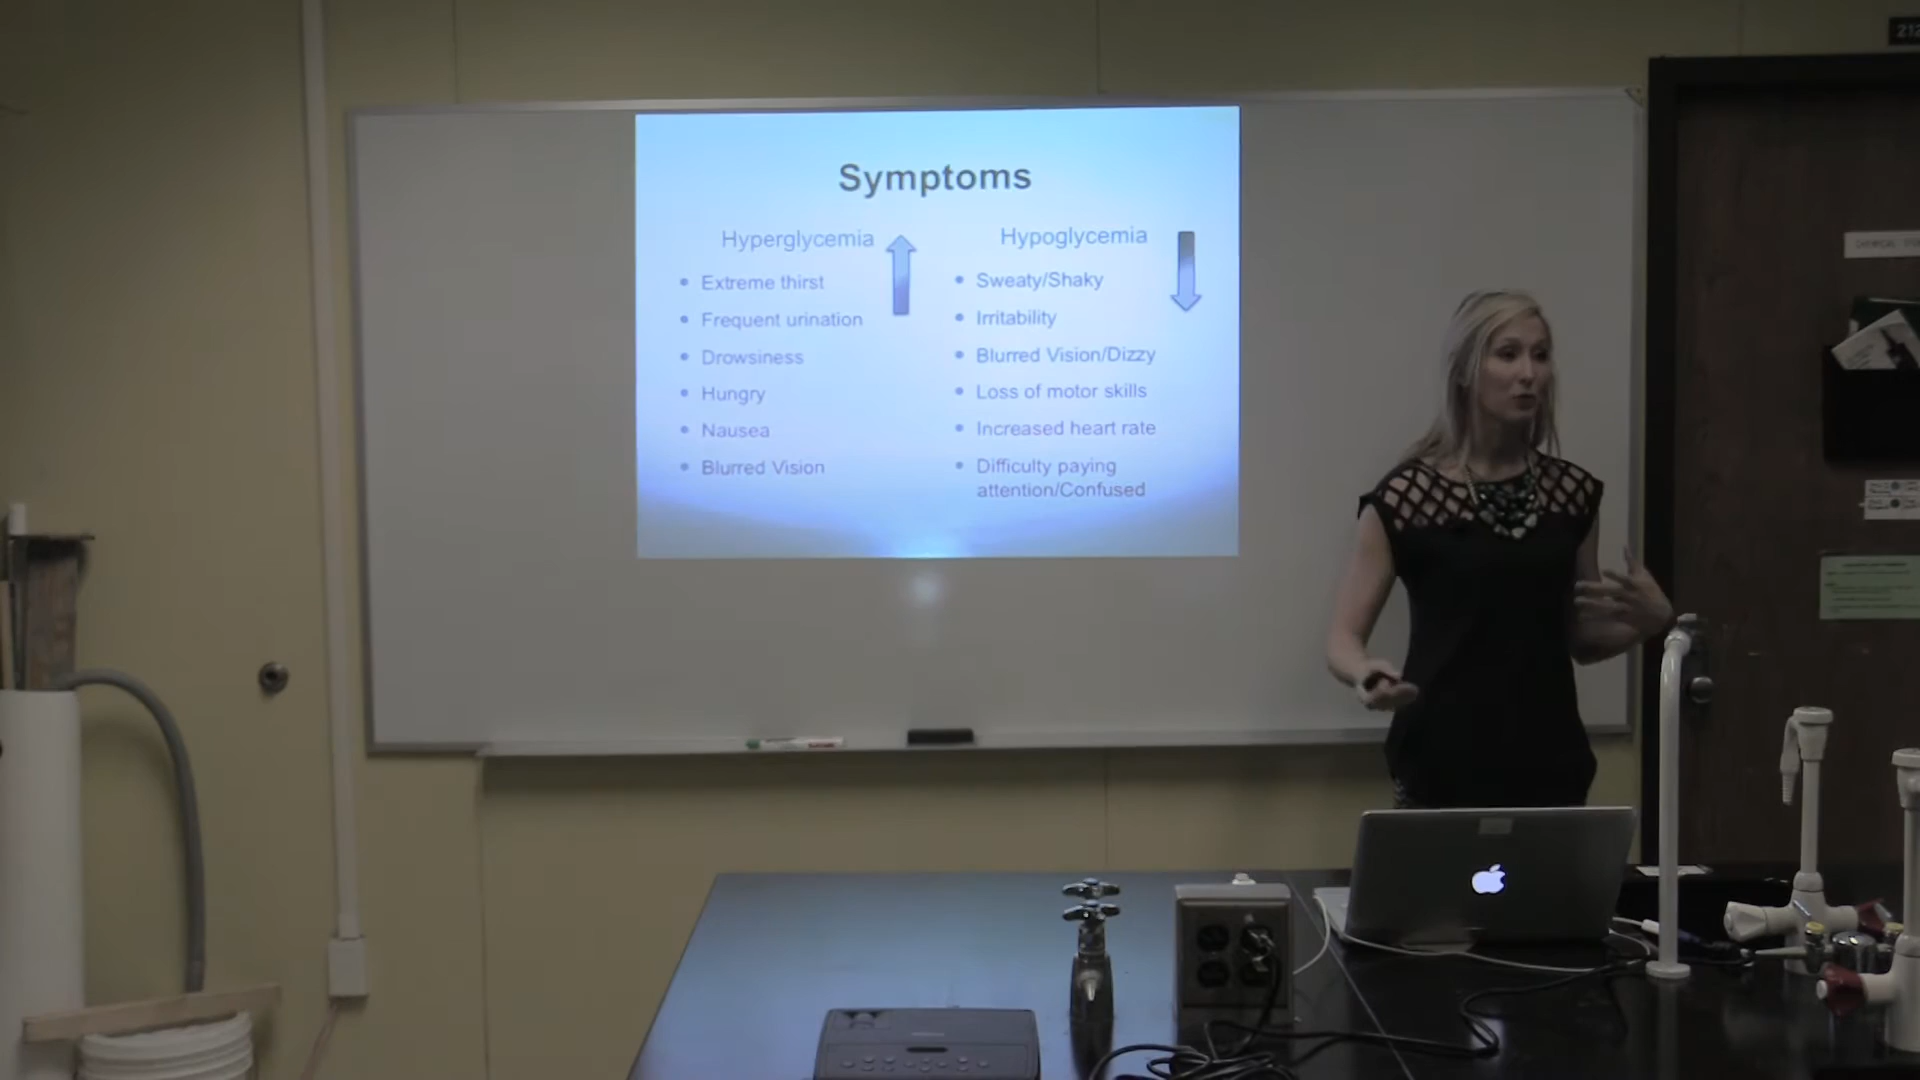 Symptoms
Hyperglycemia
Extreme thirst
Frequent urination
Drowsiness
Hungry
Nausea
Blurred Vision
Hypoglycemia
Sweaty/Shaky
Irritability
Blurred Vision/Dizzy
Loss of motor skills
Increased heart rate
Difficulty paying
attention/Confused
212